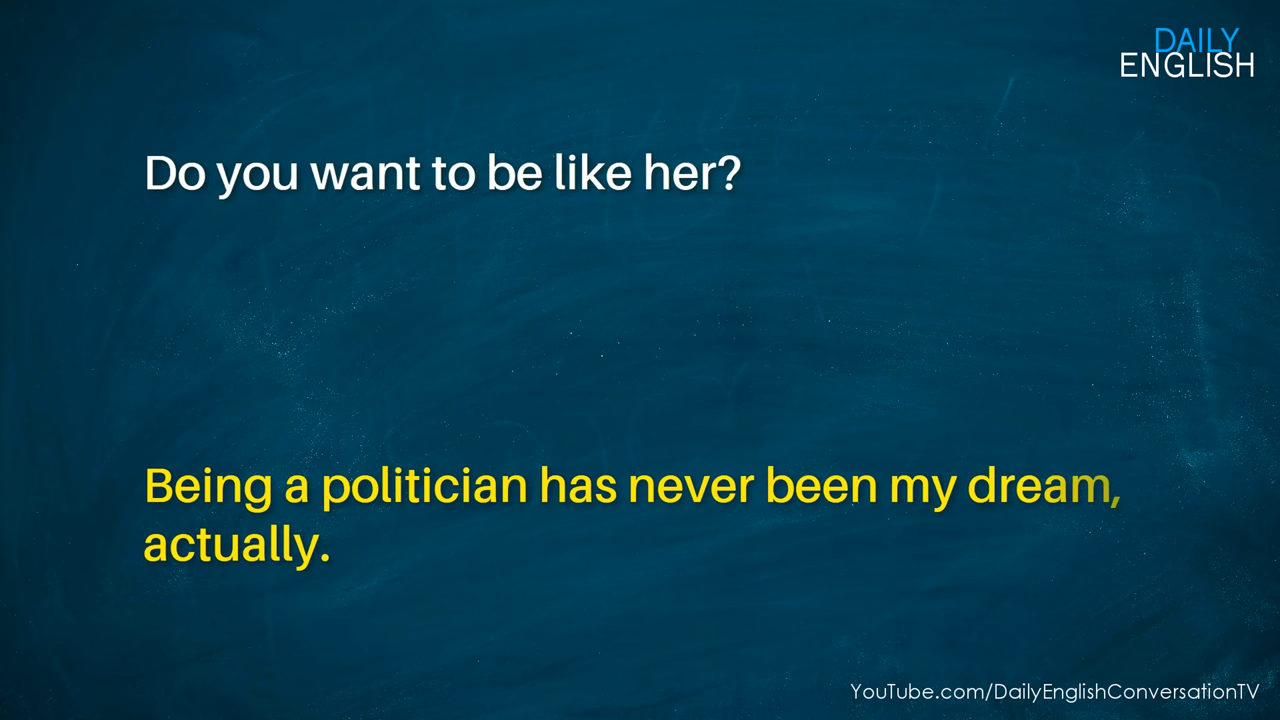 DAILY
ENGLISH
Do you want to be like her?
Being a politician has never been my dream,
actually.
YouTube.com/DailyEnglishConversationTV